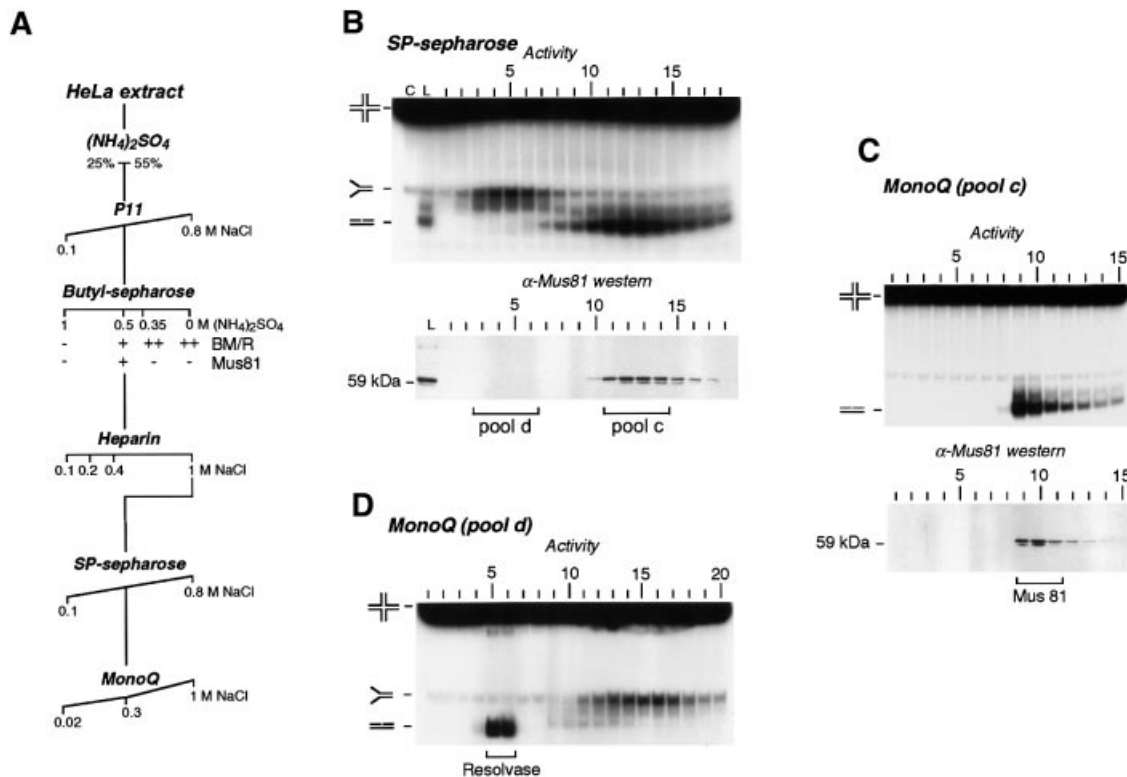 A
HeLa extract
(NH4)2SO4
25% 55%
P11
0.1 0.8 M NaCl
Butyl-sepharose
1 0.5 0.35 0 M (NH4)2SO4
- + ++ ++ BM/R
- + - - Mus81
Heparin
0.1 0.2 0.4 1 M NaCl
SP-sepharose
0.1 0.8 M NaCl
MonoQ
0.02 0.3 1 M NaCl
B
SP-sepharose
Activity
5 10 15
C L
α-Mus81 western
L 5 10 15
59 kDa
pool d pool c
C
MonoQ (pool c)
Activity
5 10 15
α-Mus81 western
5 10 15
59 kDa
Mus 81
D
MonoQ (pool d)
Activity
5 10 15 20
Resolvase